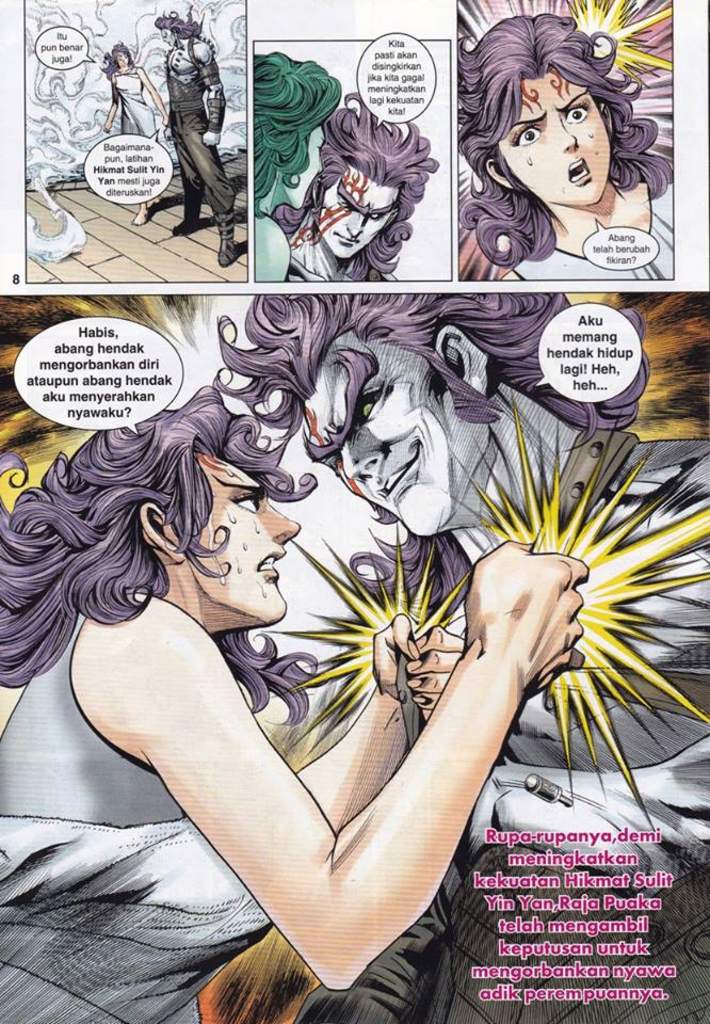 Itu
pun benar
juga!
Bagaimana-
pun, latihan
Hikmat Sulit Yin
Yan mesti juga
diteruskan!
Kita
pasti akan
disingkirkan
jika kita gagal
meningkatkan
lagi kekuatan
kita!
Abang
telah berubah
fikiran?
8
Habis,
abang hendak
mengorbankan diri
ataupun abang hendak
aku menyerahkan
nyawaku?
Aku
memang
hendak hidup
lagi! Heh,
heh...
Rupa-rupanya,demi
meningkatkan
kekuatan Hikmat Sulit
Yin Yan,Raja Puaka
telah mengambil
keputusan untuk
mengorbankan nyawa
adik perempuannya.